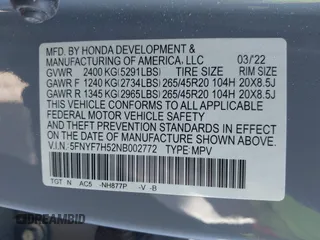 MFD. BY HONDA DEVELOPMENT &
MANUFACTURING OF AMERICA, LLC 03/22
GVWR 2400 KG(5291LBS) TIRE SIZE RIM SIZE
GAWR F 1240 KG(2734LBS) 265/45R20 104H 20X8.5J
GAWR R 1345 KG(2965LBS) 265/45R20 104H 20X8.5J
THIS VEHICLE CONFORMS TO ALL APPLICABLE
FEDERAL MOTOR VEHICLE SAFETY
AND THEFT PREVENTION STANDARDS IN EFFECT
ON THE DATE OF MANUFACTURE SHOWN ABOVE.
V.I.N.: 5FNYF7H52NB002772 TYPE:MPV
TGT N AC5 -NH877P -V -B
DREAMBID